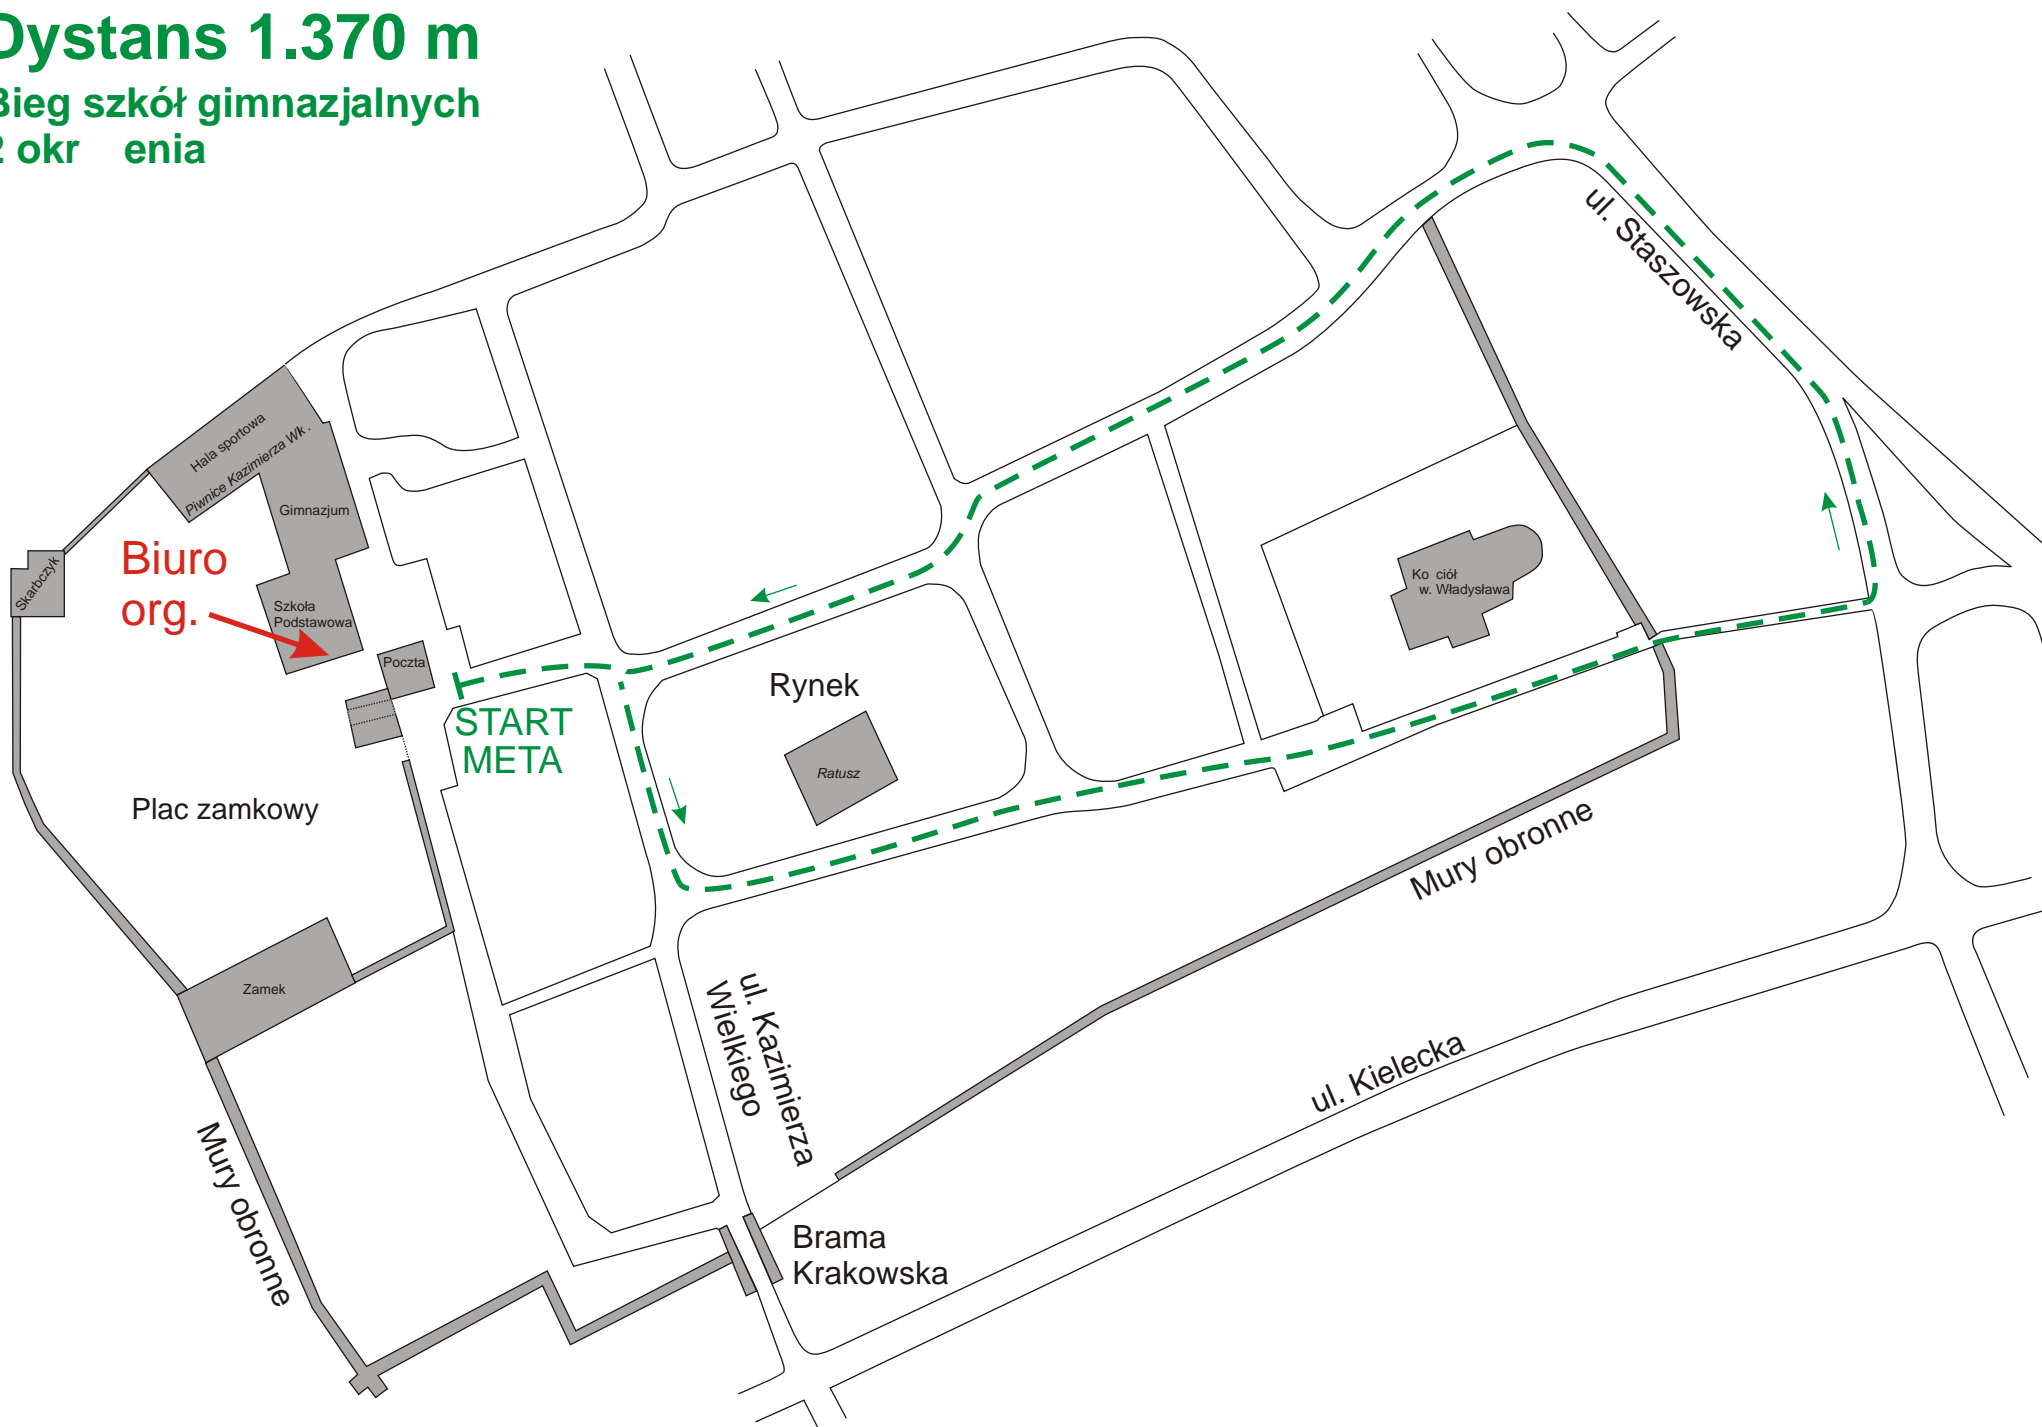 Dystans 1.370 m
Bieg szkół gimnazjalnych
2 okr enia
ul. Staszowska
Hala sportowa
Piwnice Kazimierza Wk.
Gimnazjum
Skarbczyk
Biuro
org.
Szkoła
Podstawowa
Poczta
Ko ciół
w. Władysława
Rynek
START
META
Ratusz
Plac zamkowy
Mury obronne
Zamek
ul. Kazimierza
Wielkiego
ul. Kielecka
Mury obronne
Brama
Krakowska